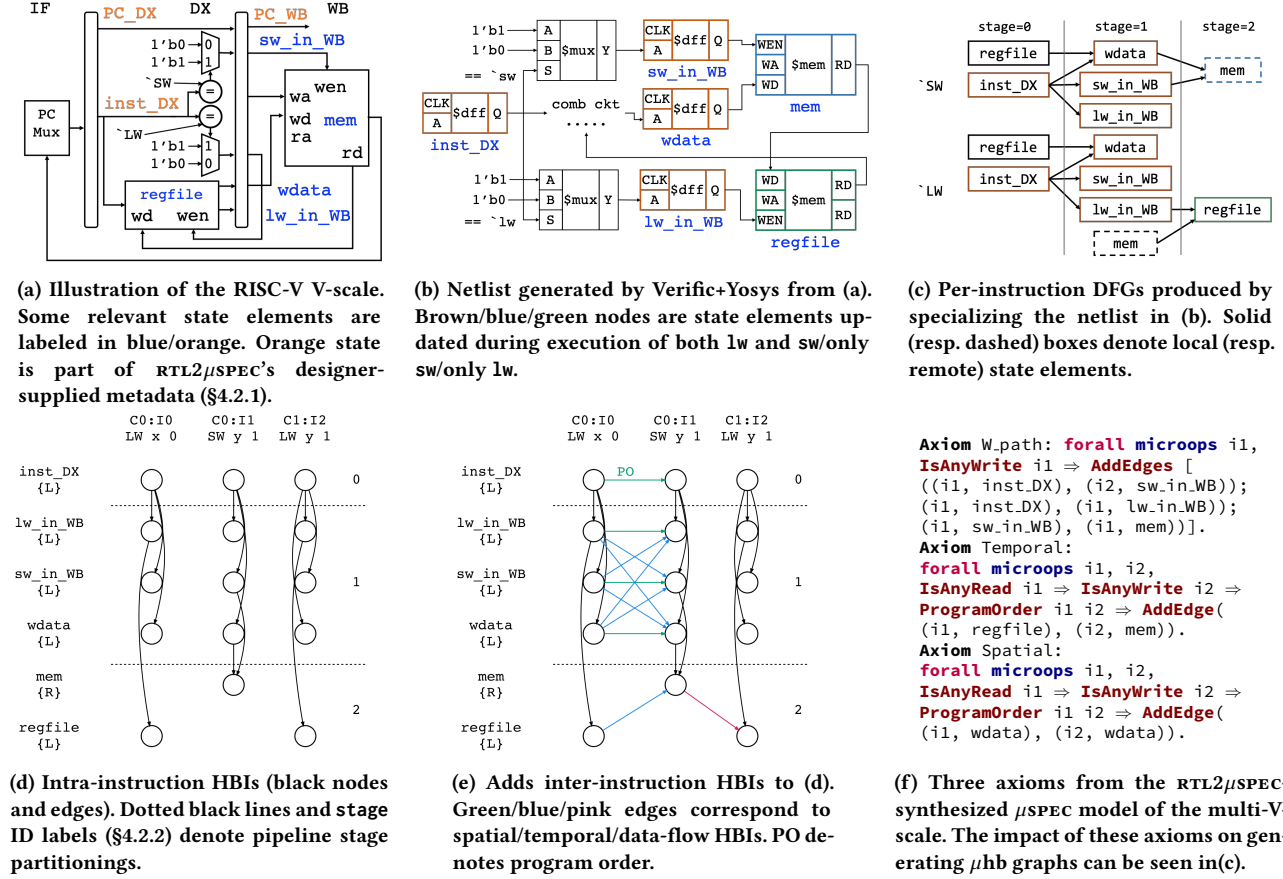 IF PC_DX DX PC_WB WB
sw_in_WB
1'b0 0
1'b1 1
`SW
=
inst_DX
=
`LW
1'b1 1
1'b0 0
PC
Mux
wen
wa
wd mem
ra
rd
regfile
wd wen
wdata
lw_in_WB
(a) Illustration of the RISC-V V-scale.
Some relevant state elements are
labeled in blue/orange. Orange state
is part of RTL2μSPEC's designer-
supplied metadata (§4.2.1).
1'b1 A
1'b0 B $mux Y
S
== `sw
CLK $dff Q
A
sw_in_WB
WEN
WA $mem RD
WD
mem
CLK $dff Q
A
inst_DX
comb ckt
.....
CLK $dff Q
A
wdata
1'b1 A
1'b0 B $mux Y
S
== `lw
CLK $dff Q
A
lw_in_WB
WD RD
WA $mem
WEN RD
regfile
(b) Netlist generated by Verific+Yosys from (a).
Brown/blue/green nodes are state elements up-
dated during execution of both lw and sw/only
sw/only lw.
stage=0 stage=1 stage=2
regfile wdata
mem
`SW inst_DX sw_in_WB
lw_in_WB
regfile wdata
`LW inst_DX sw_in_WB
lw_in_WB regfile
mem
(c) Per-instruction DFGs produced by
specializing the netlist in (b). Solid
(resp. dashed) boxes denote local (resp.
remote) state elements.
C0:I0 C0:I1 C1:I2
LW x 0 SW y 1 LW y 1
inst_DX
{L}
0
lw_in_WB
{L}
sw_in_WB
{L}
1
wdata
{L}
mem
{R}
2
regfile
{L}
(d) Intra-instruction HBIs (black nodes
and edges). Dotted black lines and stage
ID labels (§4.2.2) denote pipeline stage
partitionings.
C0:I0 C0:I1 C1:I2
LW x 0 SW y 1 LW y 1
inst_DX PO
{L}
0
lw_in_WB
{L}
sw_in_WB
{L}
1
wdata
{L}
mem
{R}
2
regfile
{L}
(e) Adds inter-instruction HBIs to (d).
Green/blue/pink edges correspond to
spatial/temporal/data-flow HBIs. PO de-
notes program order.
Axiom W_path: forall microops i1,
IsAnyWrite i1 ⇒ AddEdges [
((i1, inst_DX), (i2, sw_in_WB));
(i1, inst_DX), (i1, lw_in_WB));
(i1, sw_in_WB), (i1, mem))].
Axiom Temporal:
forall microops i1, i2,
IsAnyRead i1 ⇒ IsAnyWrite i2 ⇒
ProgramOrder i1 i2 ⇒ AddEdge(
(i1, regfile), (i2, mem)).
Axiom Spatial:
forall microops i1, i2,
IsAnyRead i1 ⇒ IsAnyWrite i2 ⇒
ProgramOrder i1 i2 ⇒ AddEdge(
(i1, wdata), (i2, wdata)).
(f) Three axioms from the RTL2μSPEC-
synthesized μSPEC model of the multi-V-
scale. The impact of these axioms on gen-
erating μhb graphs can be seen in(c).